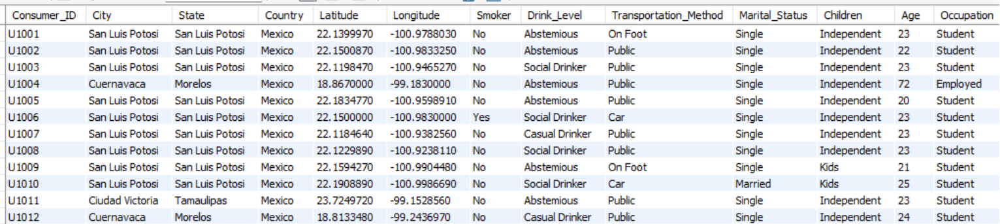 Consumer_ID City State Country Latitude Longitude Smoker Drink_Level Transportation_Method Marital_Status Children Age Occupation
U1001 San Luis Potosi San Luis Potosi Mexico 22.1399970 -100.9788030 No Abstemious On Foot Single Independent 23 Student
U1002 San Luis Potosi San Luis Potosi Mexico 22.1500870 -100.9833250 No Abstemious Public Single Independent 22 Student
U1003 San Luis Potosi San Luis Potosi Mexico 22.1198470 -100.9465270 No Social Drinker Public Single Independent 23 Student
U1004 Cuernavaca Morelos Mexico 18.8670000 -99.1830000 No Abstemious Public Single Independent 72 Employed
U1005 San Luis Potosi San Luis Potosi Mexico 22.1834770 -100.9598910 No Abstemious Public Single Independent 20 Student
U1006 San Luis Potosi San Luis Potosi Mexico 22.1500000 -100.9830000 Yes Social Drinker Car Single Independent 23 Student
U1007 San Luis Potosi San Luis Potosi Mexico 22.1184640 -100.9382560 No Casual Drinker Public Single Independent 23 Student
U1008 San Luis Potosi San Luis Potosi Mexico 22.1229890 -100.9238110 No Social Drinker Public Single Independent 23 Student
U1009 San Luis Potosi San Luis Potosi Mexico 22.1594270 -100.9904480 No Abstemious On Foot Single Kids 21 Student
U1010 San Luis Potosi San Luis Potosi Mexico 22.1908890 -100.9986690 No Social Drinker Car Married Kids 25 Student
U1011 Ciudad Victoria Tamaulipas Mexico 23.7249720 -99.1528560 No Abstemious Public Single Independent 23 Student
U1012 Cuernavaca Morelos Mexico 18.8133480 -99.2436970 No Casual Drinker Public Single Independent 24 Student